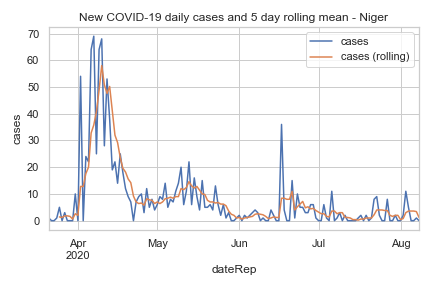 New COVID-19 daily cases and 5 day rolling mean - Niger
cases
cases (rolling)
70
60
50
40
30
20
10
0
cases
Apr May Jun Jul Aug
2020
dateRep